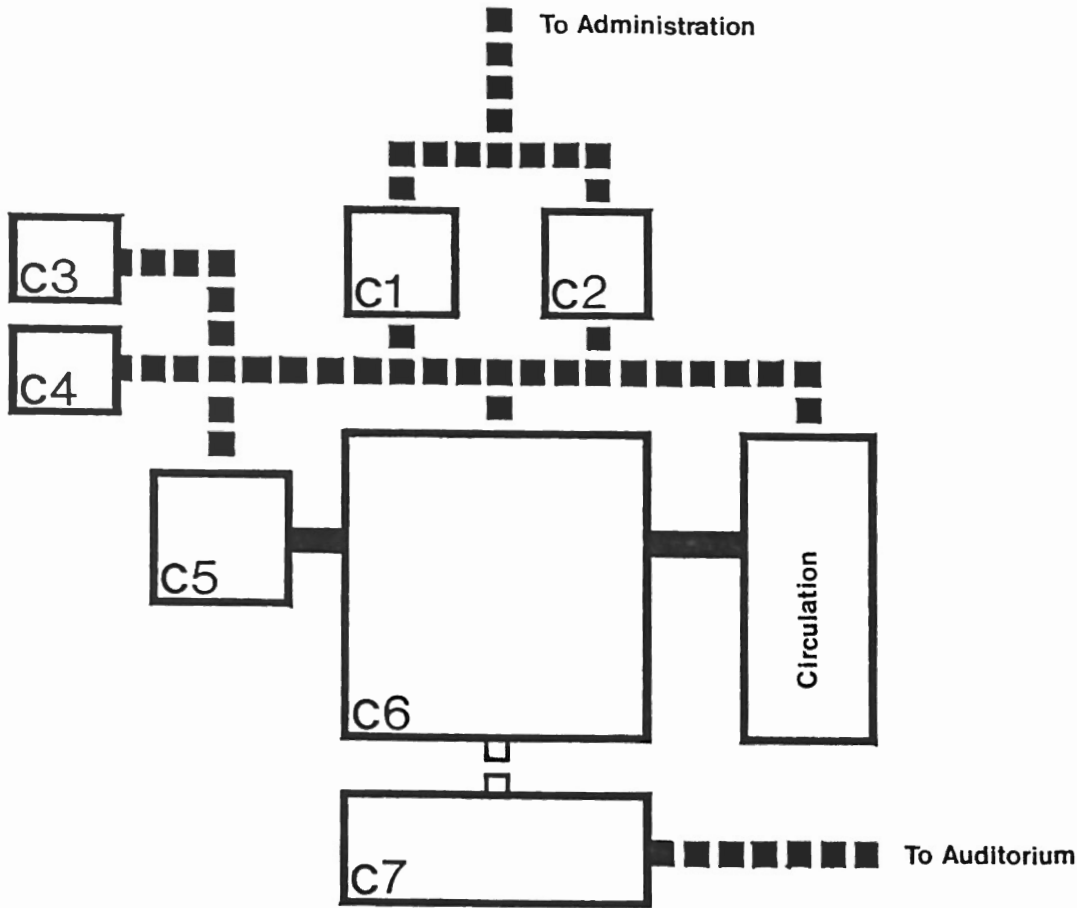 To Administration
C3
C1
C2
C4
C5
Circulation
C6
C7
To Auditorium